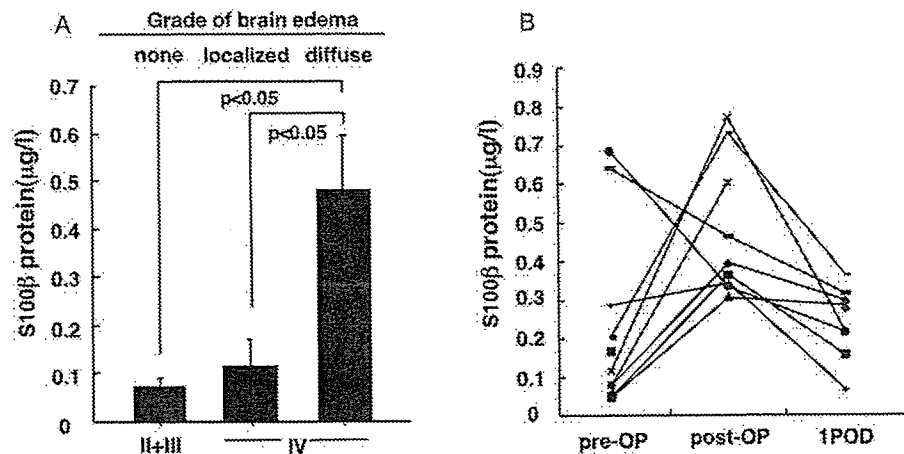 A
Grade of brain edema
none localized diffuse
S100β protein(μg/l)
0.7
0.6
0.5
0.4
0.3
0.2
0.1
0
p<0.05
p<0.05
II+III
IV
B
S100β protein(μg/l)
0.9
0.8
0.7
0.6
0.5
0.4
0.3
0.2
0.1
0
pre-OP post-OP 1POD